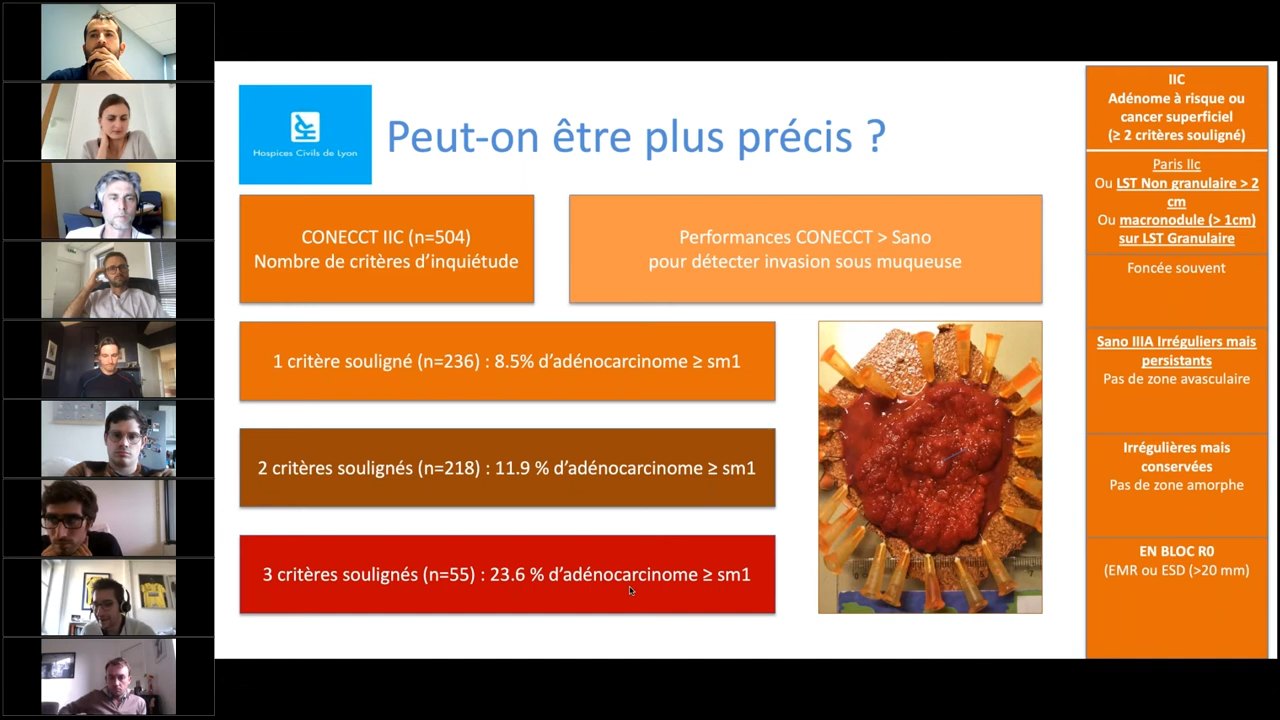 Hospices Civils de Lyon
Peut-on être plus précis ?
CONECCT IIC (n=504)
Nombre de critères d’inquiétude
Performances CONECCT > Sano
pour détecter invasion sous muqueuse
1 critère souligné (n=236) : 8.5% d’adénocarcinome ≥ sm1
2 critères soulignés (n=218) : 11.9 % d’adénocarcinome ≥ sm1
3 critères soulignés (n=55) : 23.6 % d’adénocarcinome ≥ sm1
IIC
Adénome à risque ou
cancer superficiel
(≥ 2 critères souligné)
Paris IIc
Ou LST Non granulaire > 2
cm
Ou macronodule (> 1cm)
sur LST Granulaire
Foncée souvent
Sano IIIA Irréguliers mais
persistants
Pas de zone avasculaire
Irrégulières mais
conservées
Pas de zone amorphe
EN BLOC R0
(EMR ou ESD (>20 mm)